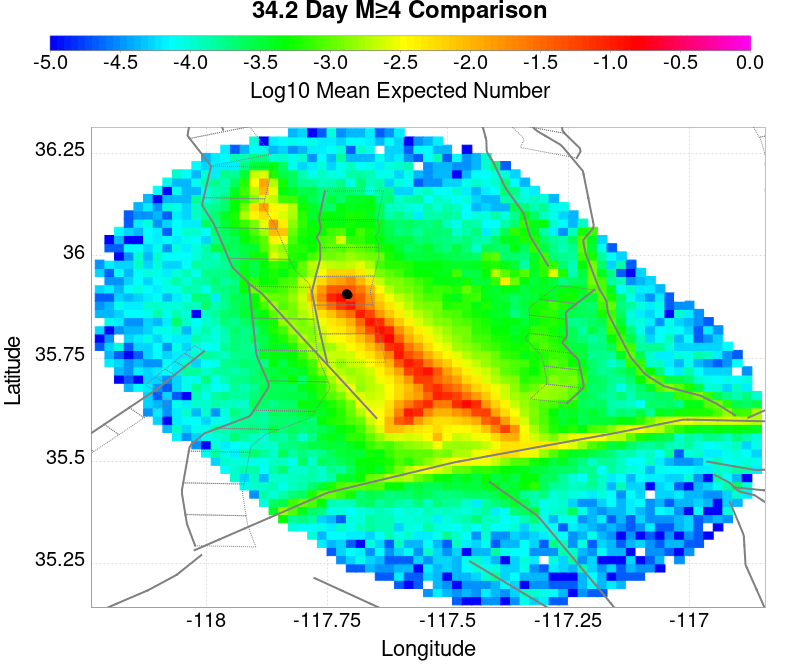 34.2 Day M≥4 Comparison
-5.0 -4.5 -4.0 -3.5 -3.0 -2.5 -2.0 -1.5 -1.0 -0.5 0.0
Log10 Mean Expected Number
36.25
36
35.75
35.5
35.25
Latitude
-118 -117.75 -117.5 -117.25 -117
Longitude